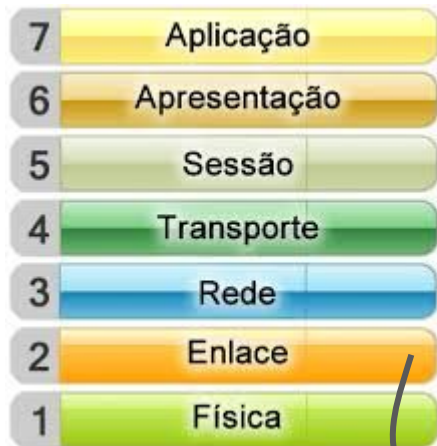 7 Aplicação
6 Apresentação
5 Sessão
4 Transporte
3 Rede
2 Enlace
1 Física